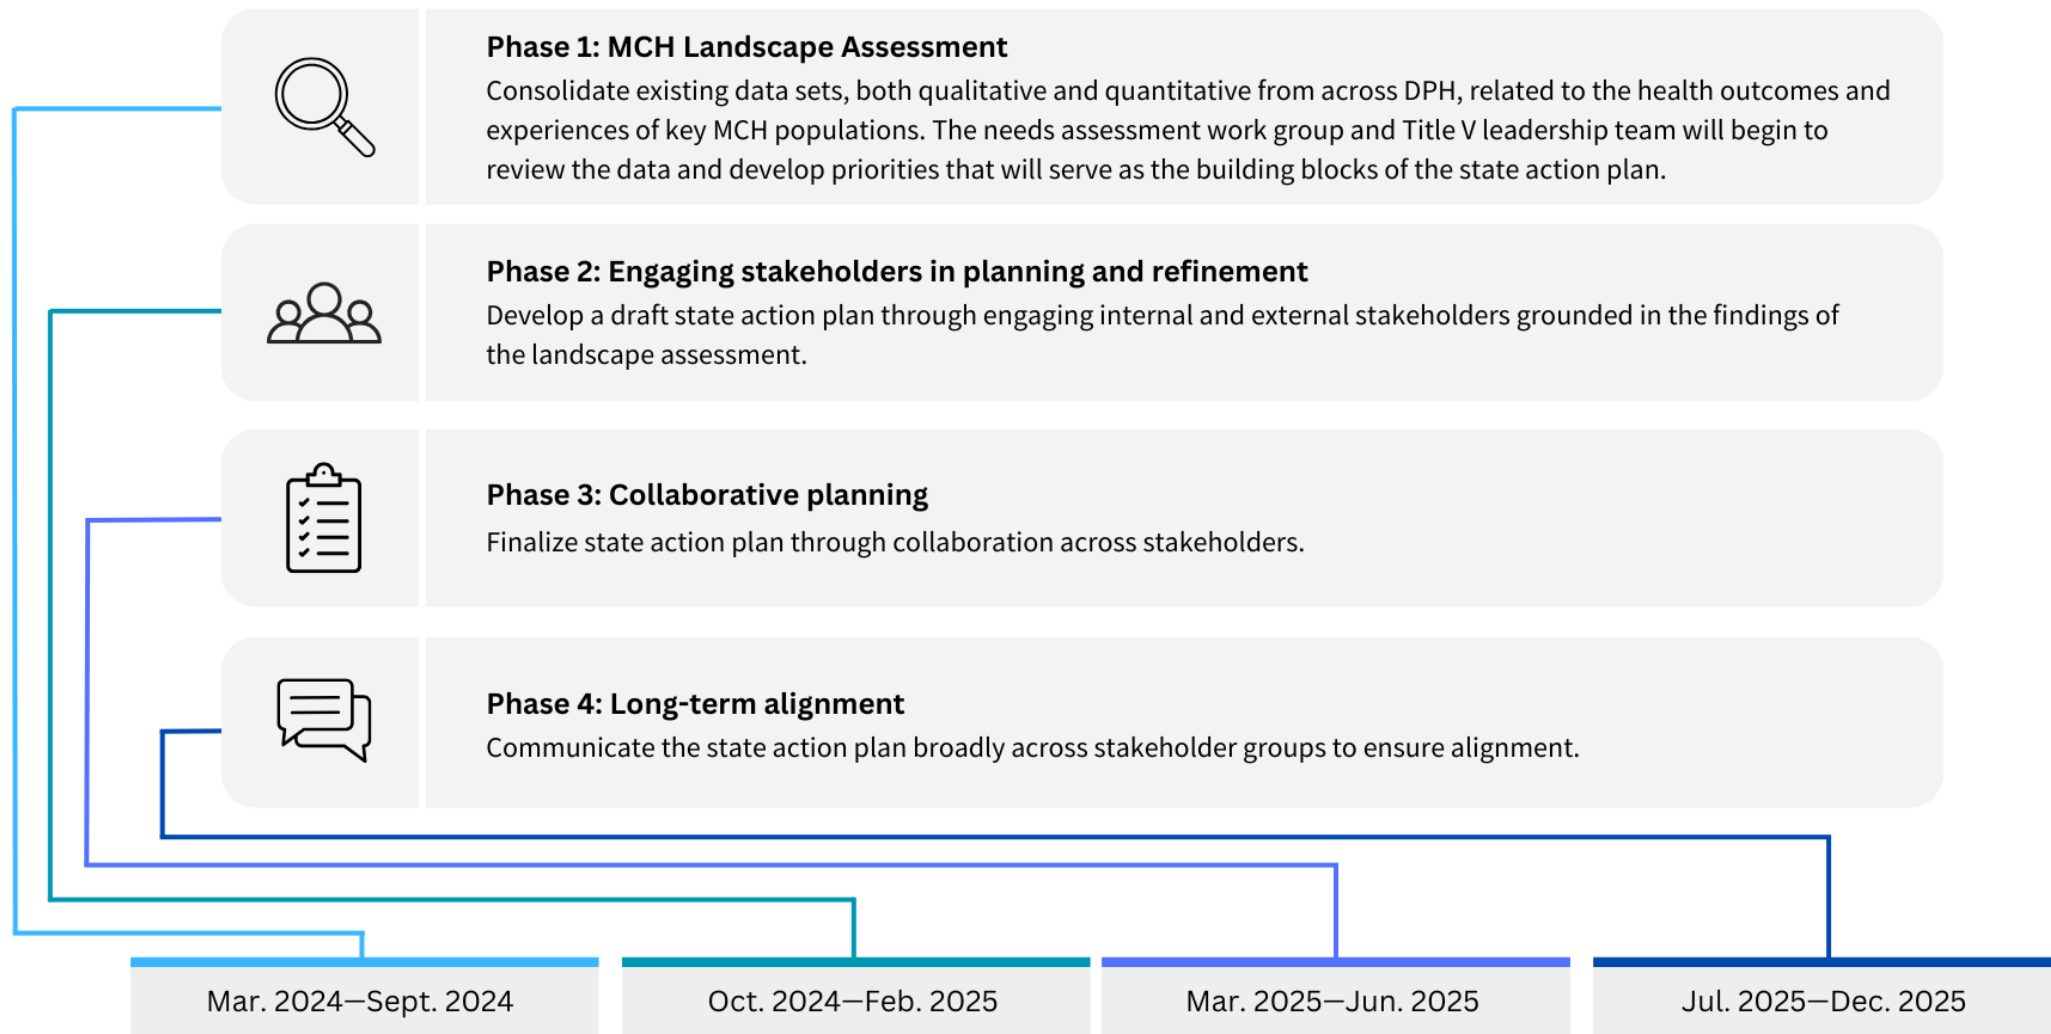 Phase 1: MCH Landscape Assessment
Consolidate existing data sets, both qualitative and quantitative from across DPH, related to the health outcomes and
experiences of key MCH populations. The needs assessment work group and Title V leadership team will begin to
review the data and develop priorities that will serve as the building blocks of the state action plan.
Phase 2: Engaging stakeholders in planning and refinement
Develop a draft state action plan through engaging internal and external stakeholders grounded in the findings of
the landscape assessment.
Phase 3: Collaborative planning
Finalize state action plan through collaboration across stakeholders.
Phase 4: Long-term alignment
Communicate the state action plan broadly across stakeholder groups to ensure alignment.
Mar. 2024—Sept. 2024
Oct. 2024—Feb. 2025
Mar. 2025—Jun. 2025
Jul. 2025—Dec. 2025